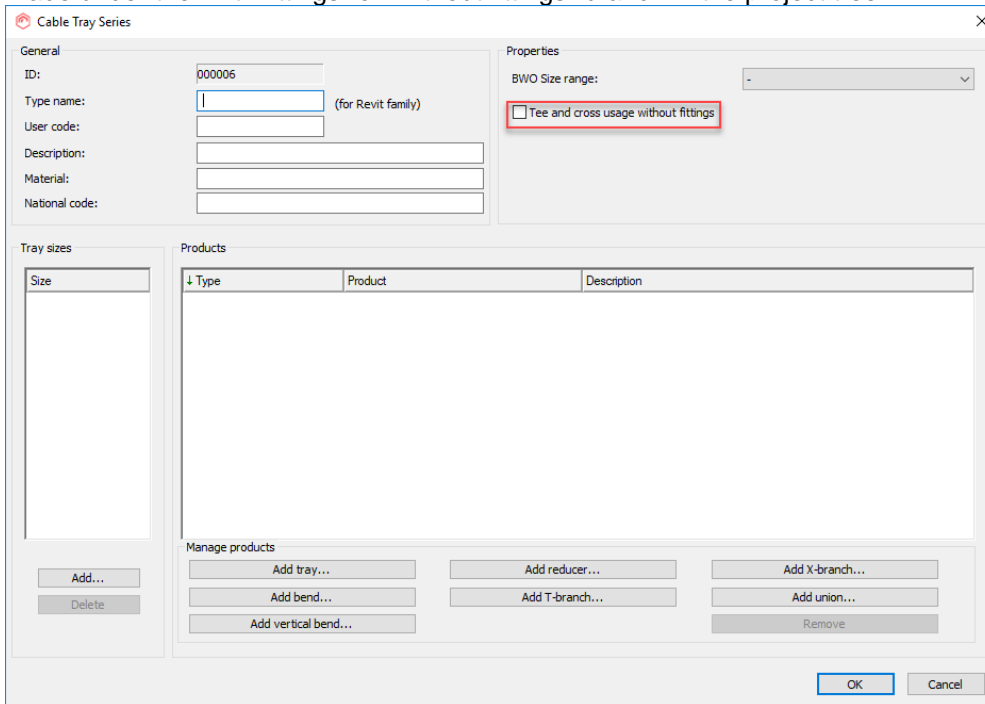 Cable Tray Series
General
ID: 000006
Type name: (for Revit family)
User code:
Description:
Material:
National code:
Properties
BWO Size range: -
Tee and cross usage without fittings
Tray sizes
Size
Add...
Delete
Products
↓ Type Product Description
Manage products
Add tray... Add reducer... Add X-branch...
Add bend... Add T-branch... Add union...
Add vertical bend... Remove
OK Cancel